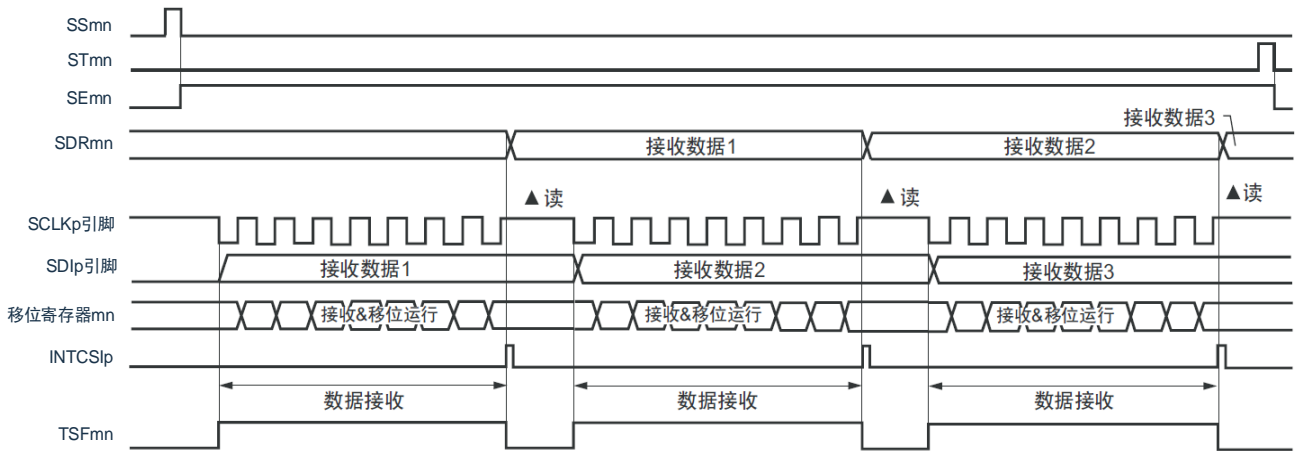 SSmn
STmn
SEmn
接收数据3
SDRmn 接收数据1 接收数据2
▲读 ▲读 ▲读
SCLKp引脚
SDIp引脚 接收数据1 接收数据2 接收数据3
移位寄存器mn 接收&移位运行 接收&移位运行 接收&移位运行
INTCSIp
数据接收 数据接收 数据接收
TSFmn